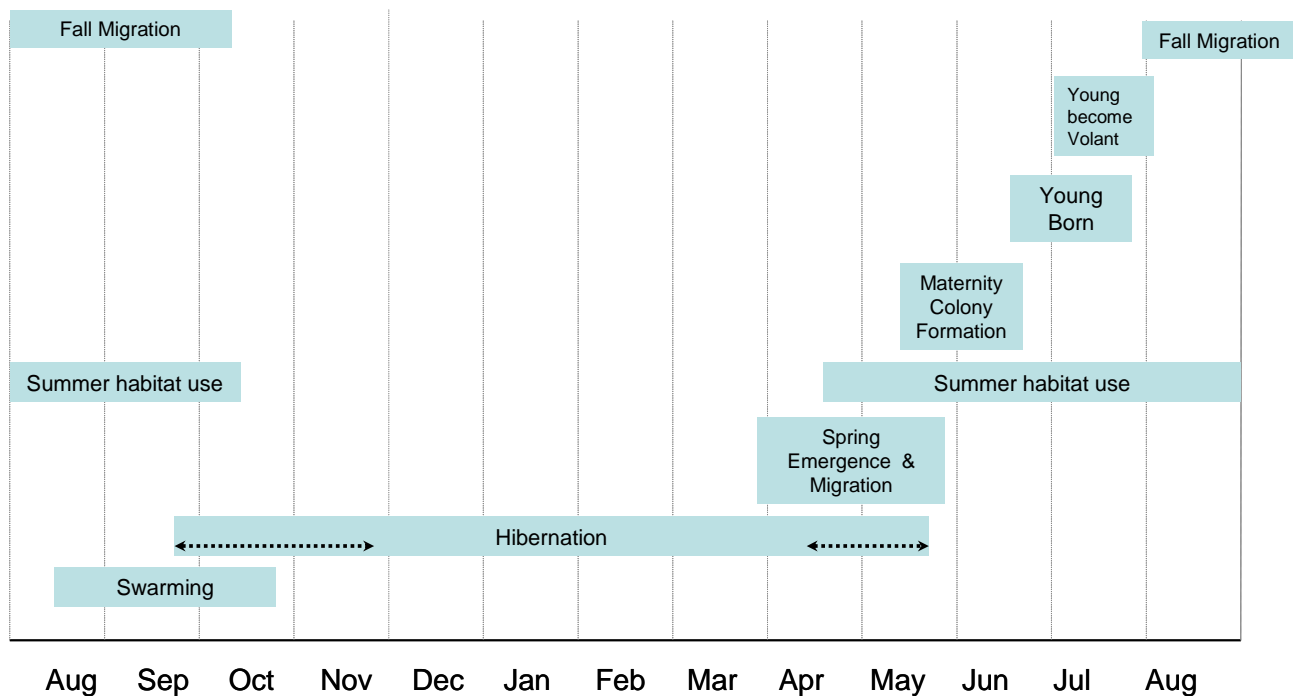 Fall Migration
Fall Migration
Young
become
Volant
Young
Born
Maternity
Colony
Formation
Summer habitat use
Summer habitat use
Spring
Emergence &
Migration
Hibernation
Swarming
Aug Sep Oct Nov Dec Jan Feb Mar Apr May Jun Jul Aug